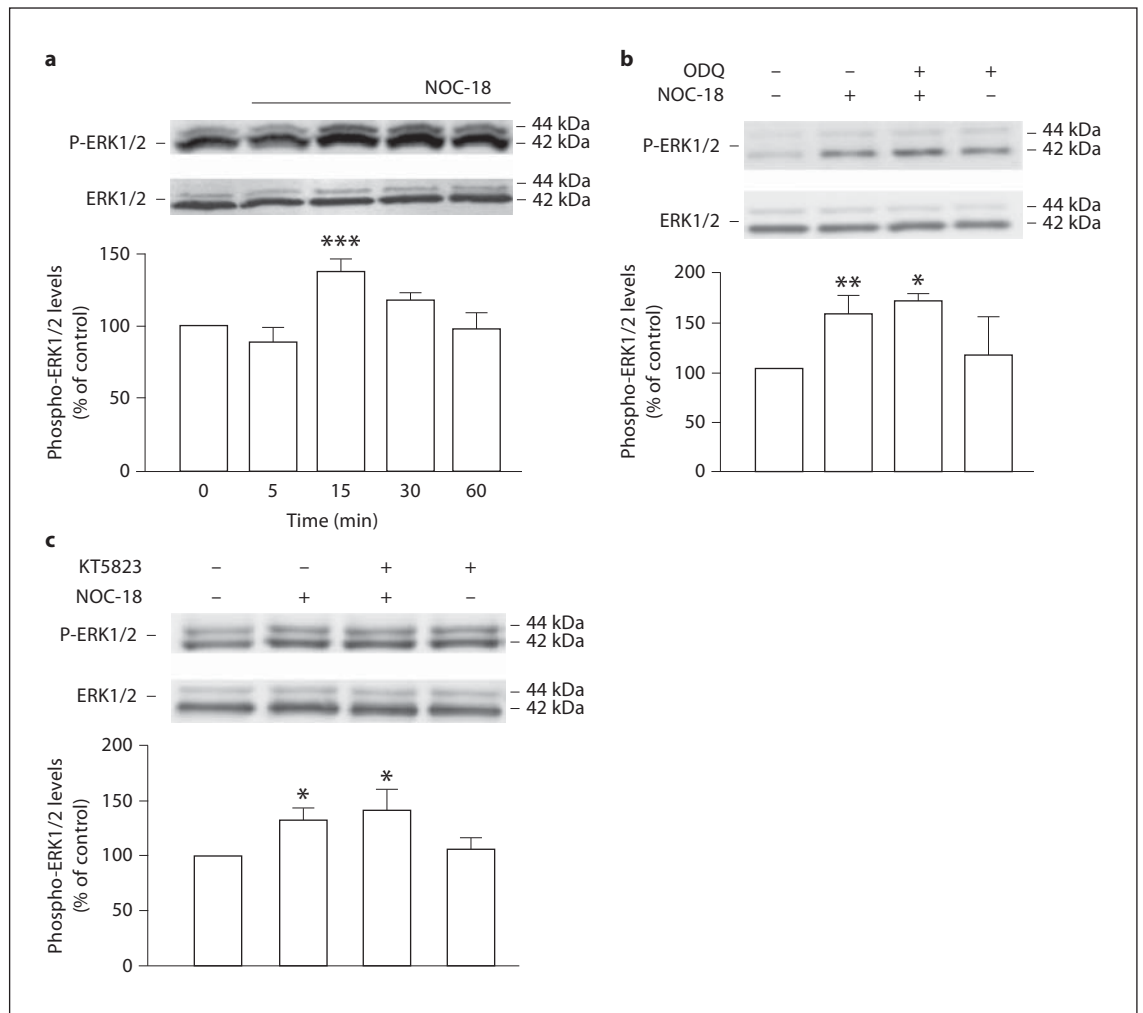 a
NOC-18
P-ERK1/2 –
– 44 kDa
– 42 kDa
ERK1/2 –
– 44 kDa
– 42 kDa
Phospho-ERK1/2 levels
(% of control)
150
100
50
0
***
0 5 15 30 60
Time (min)
b
ODQ – – + +
NOC-18 – + + –
P-ERK1/2 –
– 44 kDa
– 42 kDa
ERK1/2 –
– 44 kDa
– 42 kDa
Phospho-ERK1/2 levels
(% of control)
200
150
100
50
0
** *
c
KT5823 – – + +
NOC-18 – + + –
P-ERK1/2 –
– 44 kDa
– 42 kDa
ERK1/2 –
– 44 kDa
– 42 kDa
Phospho-ERK1/2 levels
(% of control)
200
150
100
50
0
* *